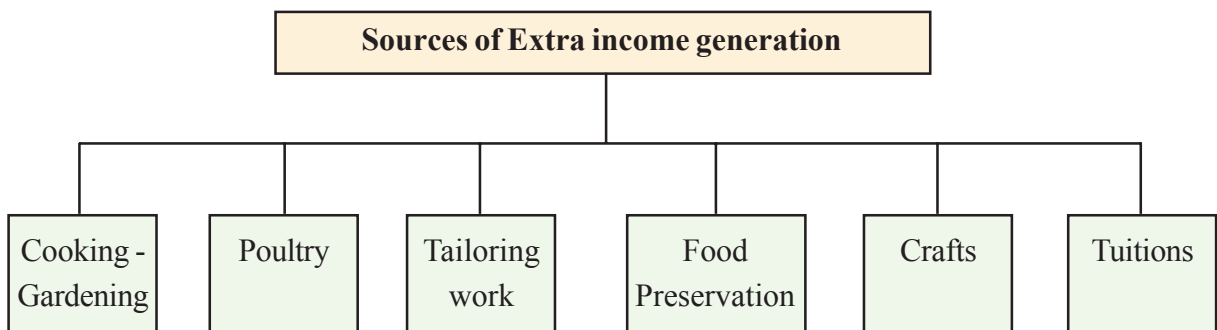 Sources of Extra income generation
Cooking -
Gardening
Poultry
Tailoring
work
Food
Preservation
Crafts
Tuitions